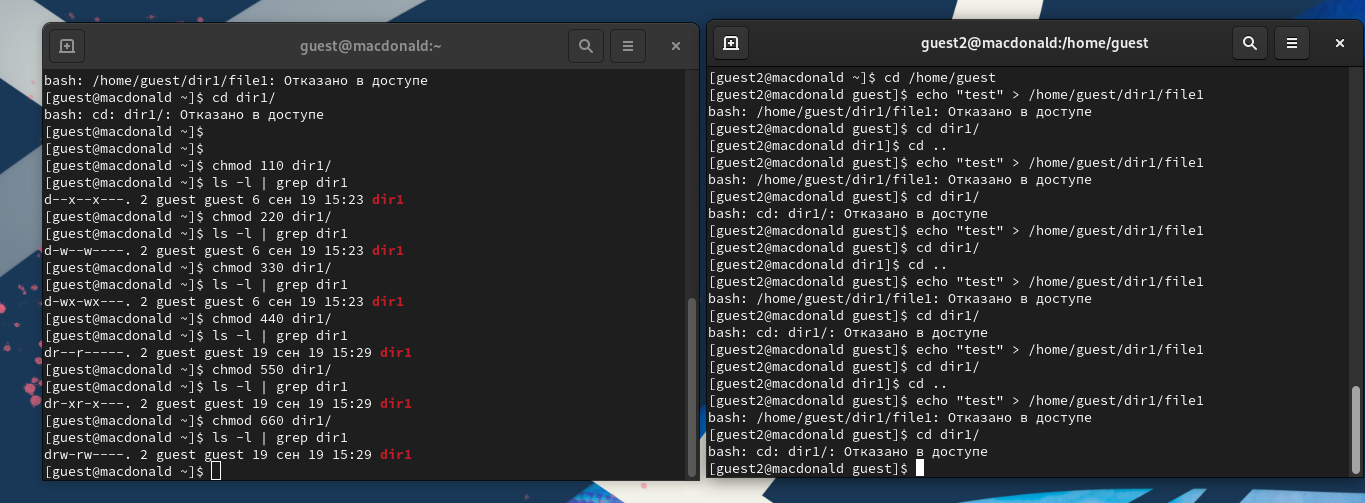 guest@macdonald:~
bash: /home/guest/dir1/file1: Отказано в доступе
[guest@macdonald ~]$ cd dir1/
bash: cd: dir1/: Отказано в доступе
[guest@macdonald ~]$
[guest@macdonald ~]$
[guest@macdonald ~]$ chmod 110 dir1/
[guest@macdonald ~]$ ls -l | grep dir1
d--x--x---. 2 guest guest 6 сен 19 15:23 dir1
[guest@macdonald ~]$ chmod 220 dir1/
[guest@macdonald ~]$ ls -l | grep dir1
d-w--w----. 2 guest guest 6 сен 19 15:23 dir1
[guest@macdonald ~]$ chmod 330 dir1/
[guest@macdonald ~]$ ls -l | grep dir1
d-wx-wx---. 2 guest guest 6 сен 19 15:23 dir1
[guest@macdonald ~]$ chmod 440 dir1/
[guest@macdonald ~]$ ls -l | grep dir1
dr--r-----. 2 guest guest 19 сен 19 15:29 dir1
[guest@macdonald ~]$ chmod 550 dir1/
[guest@macdonald ~]$ ls -l | grep dir1
dr-xr-x---. 2 guest guest 19 сен 19 15:29 dir1
[guest@macdonald ~]$ chmod 660 dir1/
[guest@macdonald ~]$ ls -l | grep dir1
drw-rw----. 2 guest guest 19 сен 19 15:29 dir1
[guest@macdonald ~]$
guest2@macdonald:/home/guest
[guest2@macdonald ~]$ cd /home/guest
[guest2@macdonald guest]$ echo "test" > /home/guest/dir1/file1
bash: /home/guest/dir1/file1: Отказано в доступе
[guest2@macdonald guest]$ cd dir1/
[guest2@macdonald dir1]$ cd ..
[guest2@macdonald guest]$ echo "test" > /home/guest/dir1/file1
bash: /home/guest/dir1/file1: Отказано в доступе
[guest2@macdonald guest]$ cd dir1/
bash: cd: dir1/: Отказано в доступе
[guest2@macdonald guest]$ echo "test" > /home/guest/dir1/file1
[guest2@macdonald guest]$ cd dir1/
[guest2@macdonald dir1]$ cd ..
[guest2@macdonald guest]$ echo "test" > /home/guest/dir1/file1
bash: /home/guest/dir1/file1: Отказано в доступе
[guest2@macdonald guest]$ cd dir1/
bash: cd: dir1/: Отказано в доступе
[guest2@macdonald guest]$ echo "test" > /home/guest/dir1/file1
[guest2@macdonald guest]$ cd dir1/
[guest2@macdonald dir1]$ cd ..
[guest2@macdonald guest]$ echo "test" > /home/guest/dir1/file1
bash: /home/guest/dir1/file1: Отказано в доступе
[guest2@macdonald guest]$ cd dir1/
bash: cd: dir1/: Отказано в доступе
[guest2@macdonald guest]$